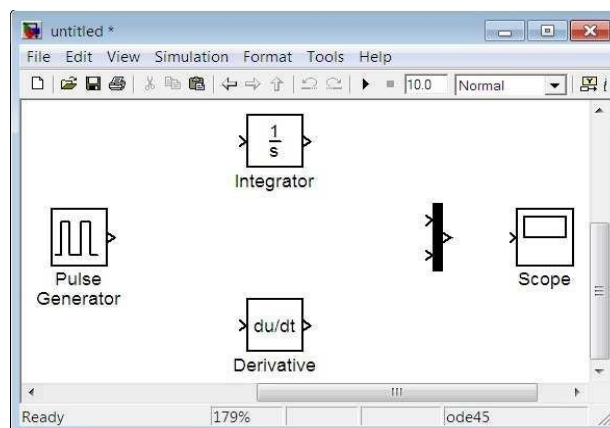 untitled *
File Edit View Simulation Format Tools Help
10.0 Normal
1
s
Integrator
Pulse
Generator
Scope
du/dt
Derivative
Ready 179% ode45